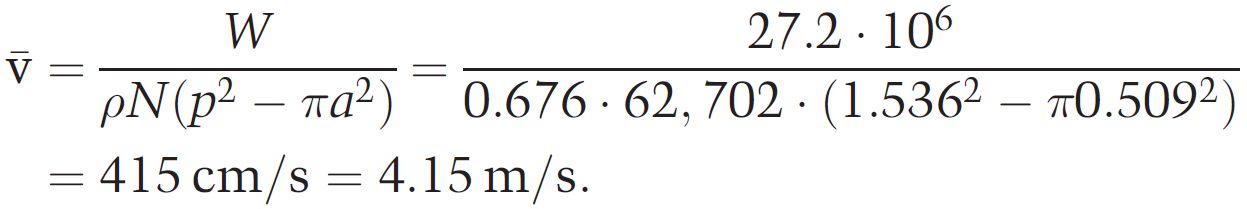 v̄ = W / ρN(p² − πa²) = 27.2 · 10⁶ / 0.676 · 62, 702 · (1.536² − π0.509²)
= 415 cm/s = 4.15 m/s.